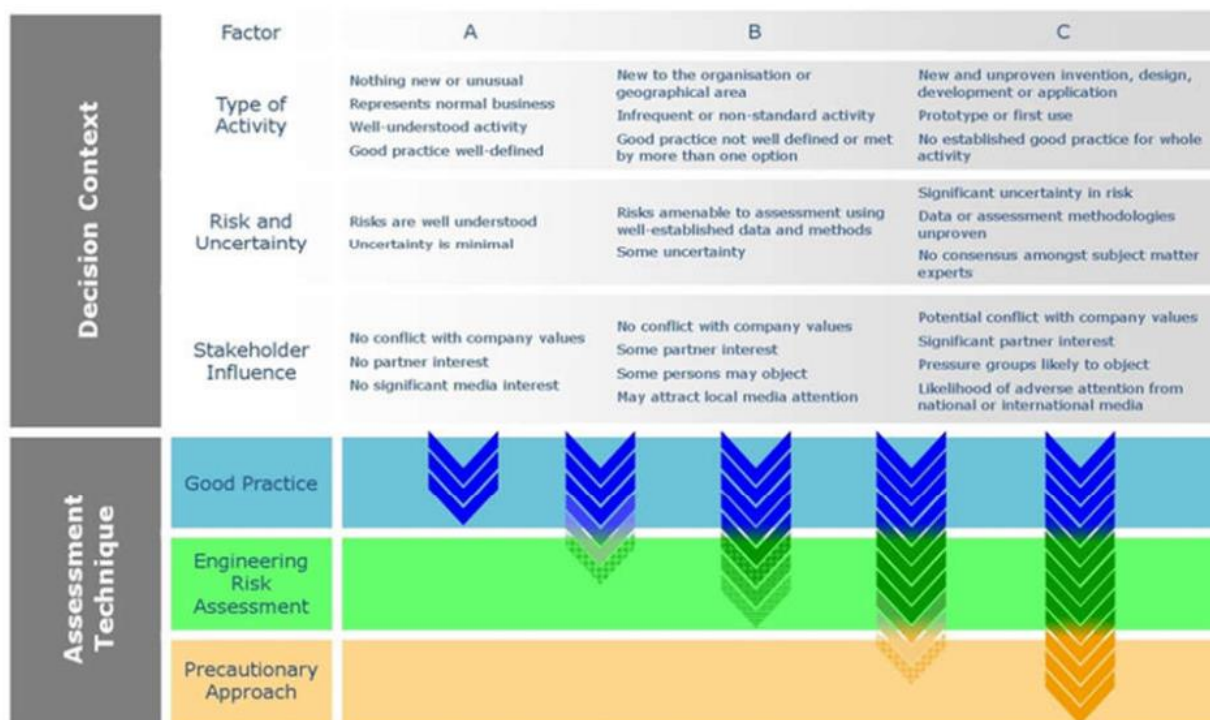 Decision Context
Factor
A
B
C
Type of
Activity
Nothing new or unusual
Represents normal business
Well-understood activity
Good practice well-defined
New to the organisation or
geographical area
Infrequent or non-standard activity
Good practice not well defined or met
by more than one option
New and unproven invention, design,
development or application
Prototype or first use
No established good practice for whole
activity
Risk and
Uncertainty
Risks are well understood
Uncertainty is minimal
Risks amenable to assessment using
well-established data and methods
Some uncertainty
Significant uncertainty in risk
Data or assessment methodologies
unproven
No consensus amongst subject matter
experts
Stakeholder
Influence
No conflict with company values
No partner interest
No significant media interest
No conflict with company values
Some partner interest
Some persons may object
May attract local media attention
Potential conflict with company values
Significant partner interest
Pressure groups likely to object
Likelihood of adverse attention from
national or international media
Assessment
Technique
Good Practice
Engineering
Risk
Assessment
Precautionary
Approach